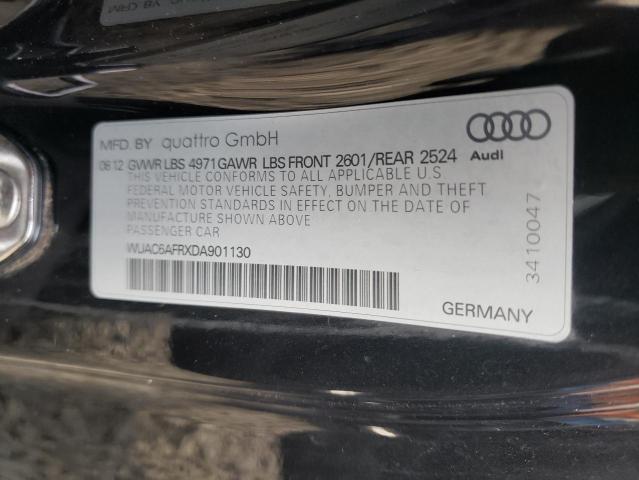 MFD. BY quattro GmbH
08.12 GVWR LBS 4971 GAWR LBS FRONT 2601/REAR 2524
Audi
THIS VEHICLE CONFORMS TO ALL APPLICABLE U.S.
FEDERAL MOTOR VEHICLE SAFETY, BUMPER AND THEFT
PREVENTION STANDARDS IN EFFECT ON THE DATE OF
MANUFACTURE SHOWN ABOVE
PASSENGER CAR
WUAC6AFRXDA901130
GERMANY
3410047